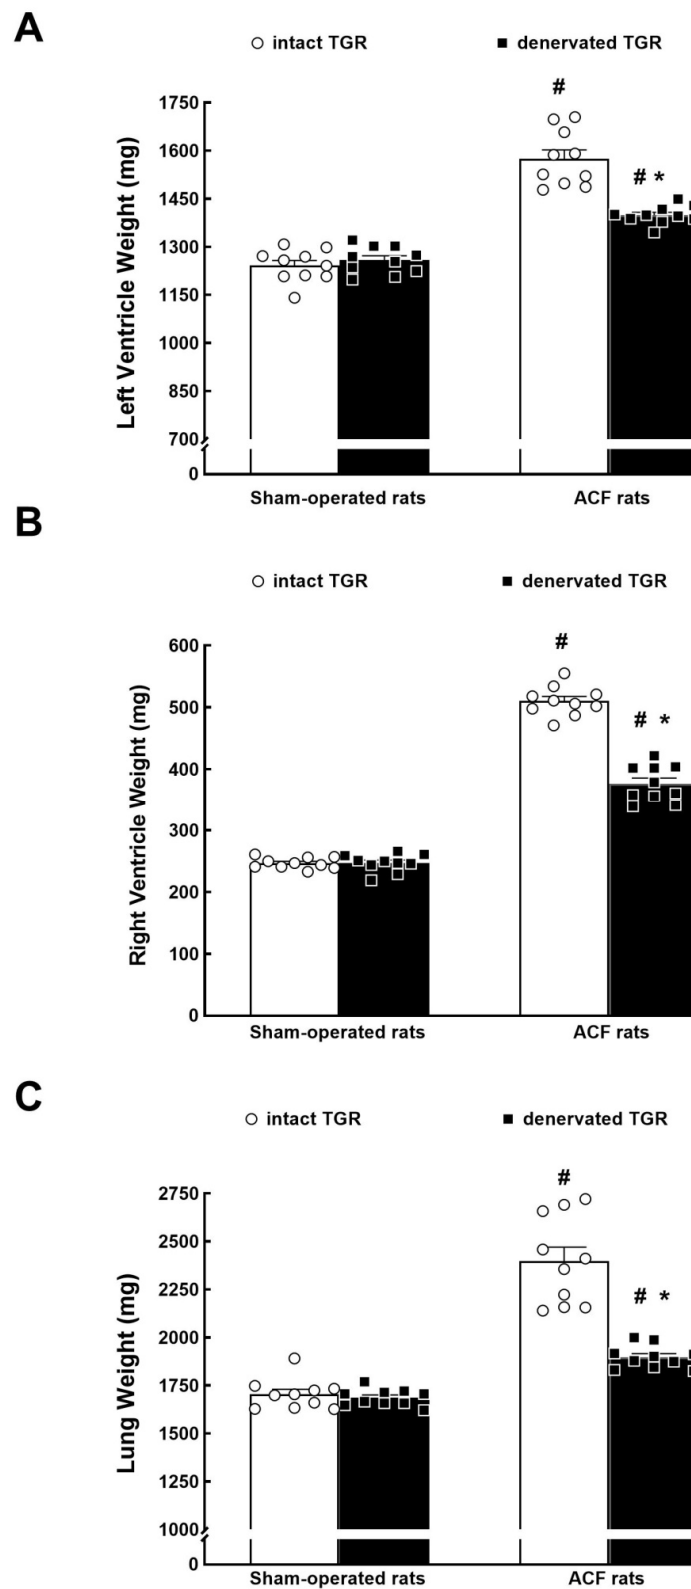 A
intact TGR denervated TGR
#
# *
Left Ventricle Weight (mg)
1750
1600
1450
1300
1150
1000
850
700
0
Sham-operated rats ACF rats
B
intact TGR denervated TGR
#
# *
Right Ventricle Weight (mg)
600
500
400
300
200
100
0
Sham-operated rats ACF rats
C
intact TGR denervated TGR
#
# *
Lung Weight (mg)
2750
2500
2250
2000
1750
1500
1250
1000
0
Sham-operated rats ACF rats